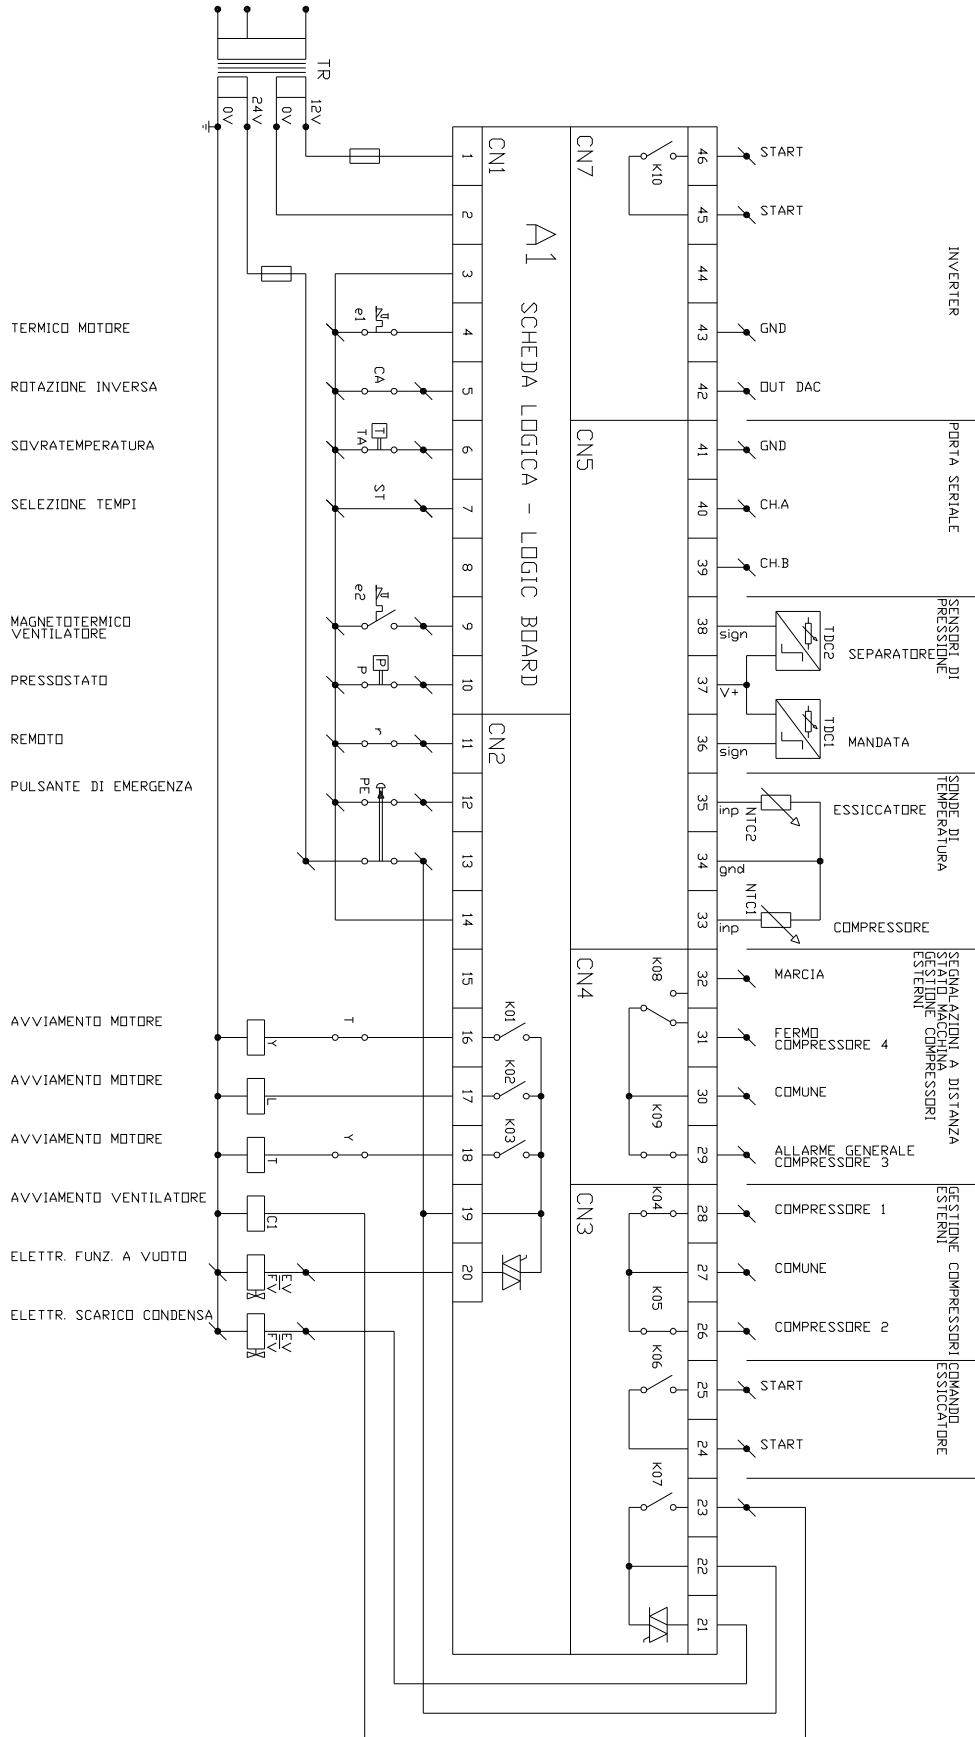 TR
0V
24V
0V
12V
TERMICO MOTORE
ROTAZIONE INVERSA
SOVRATEMPERATURA
SELEZIONE TEMPI
MAGNETOTERMICO
VENTILATORE
PRESSOSTATO
REMOTO
PULSANTE DI EMERGENZA
AVVIAMENTO MOTORE
AVVIAMENTO MOTORE
AVVIAMENTO MOTORE
AVVIAMENTO VENTILATORE
ELETTR. FUNZ. A VUOTO
ELETTR. SCARICO CONDENSA
e1
CA
T
TA
ST
e2
P
P
r
PE
T
Y
Y
L
T
C1
EV
FV
EV
FV
CN1
1
2
3
4
5
6
7
8
9
10
CN2
11
12
13
14
15
16
17
18
19
20
K01
K02
K03
A1 SCHEDA LOGICA - LOGIC BOARD
CN7
K10
CN5
CN4
K08
K09
CN3
K04
K05
K06
K07
46
45
44
43
42
41
40
39
38
37
36
35
34
33
32
31
30
29
28
27
26
25
24
23
22
21
START
START
GND
OUT DAC
INVERTER
GND
CH.A
CH.B
PORTA SERIALE
sign
V+
sign
TDC2
SEPARATORE
TDC1
MANDATA
SENSORI DI
PRESSIONE
inp
gnd
inp
NTC2
ESSICCATORE
NTC1
COMPRESSORE
SONDE DI
TEMPERATURA
MARCIA
FERMO
COMPRESSORE 4
COMUNE
ALLARME GENERALE
COMPRESSORE 3
SEGNALAZIONI A DISTANZA
STATO MACCHINA
GESTIONE COMPRESSORI
ESTERNI
COMPRESSORE 1
COMUNE
COMPRESSORE 2
GESTIONE COMPRESSORI
ESTERNI
START
START
COMANDO
ESSICCATORE